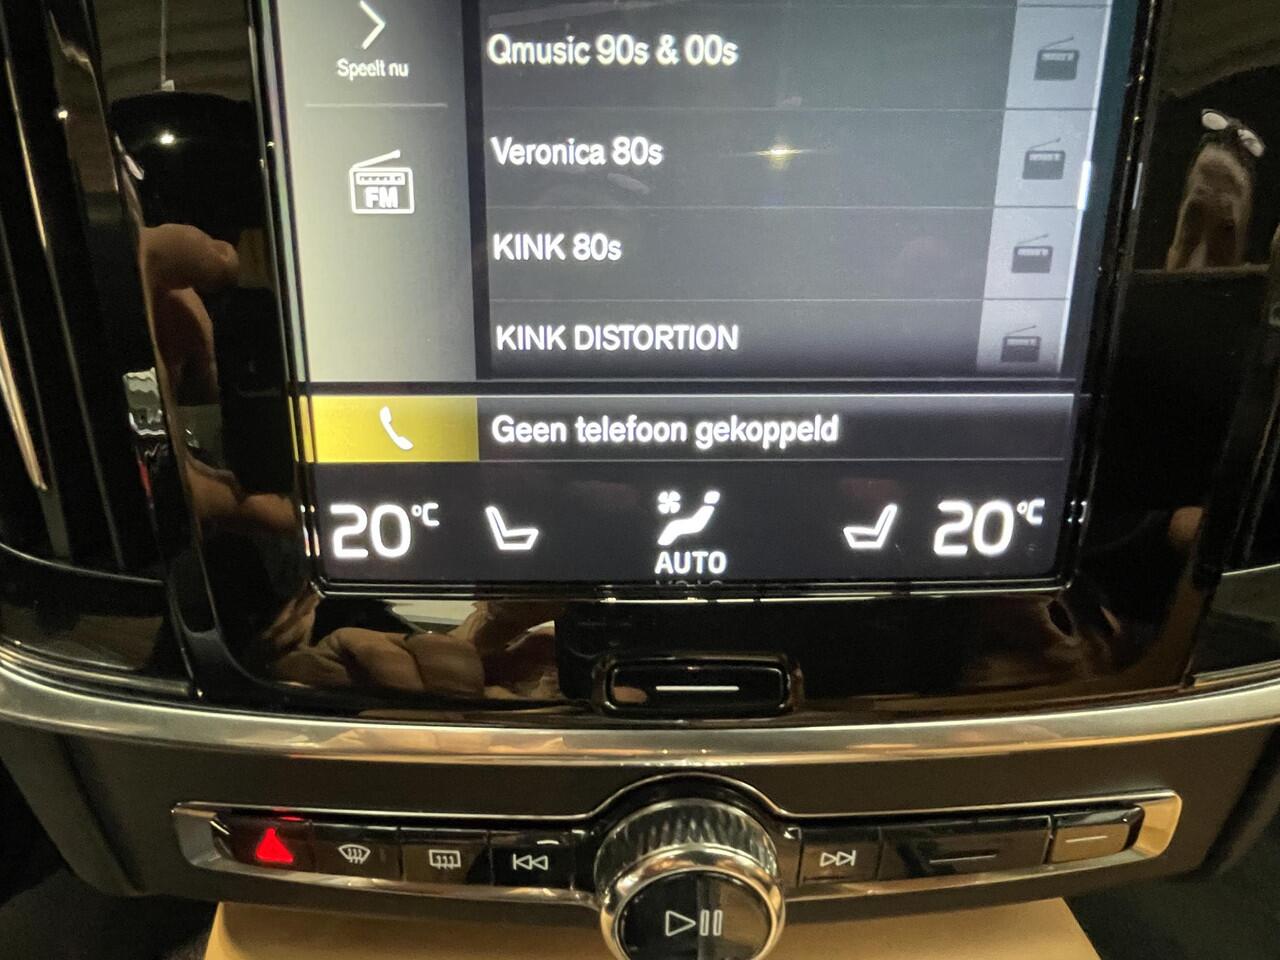 Speelt nu
Qmusic 90s & 00s
Veronica 80s
FM
KINK 80s
KINK DISTORTION
Geen telefoon gekoppeld
20°C
AUTO
20°C